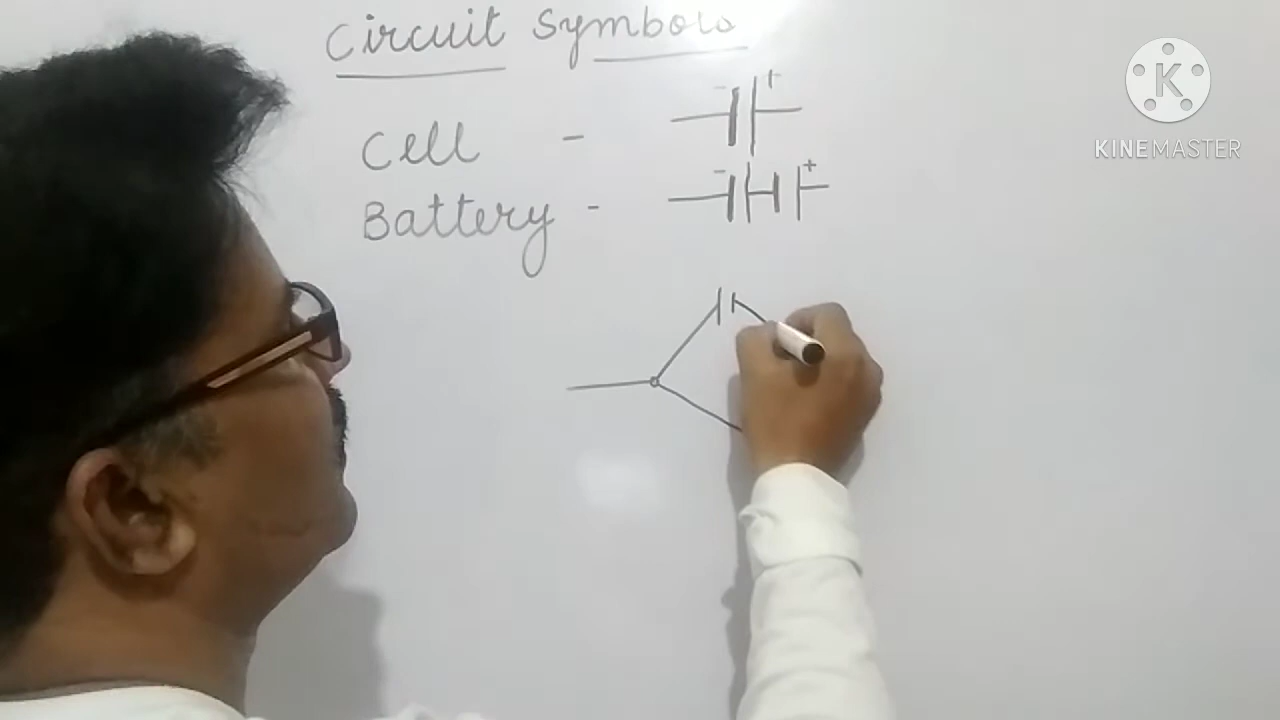 Circuit Symbols
Cell - - +
Battery - - +
K
KINEMASTER